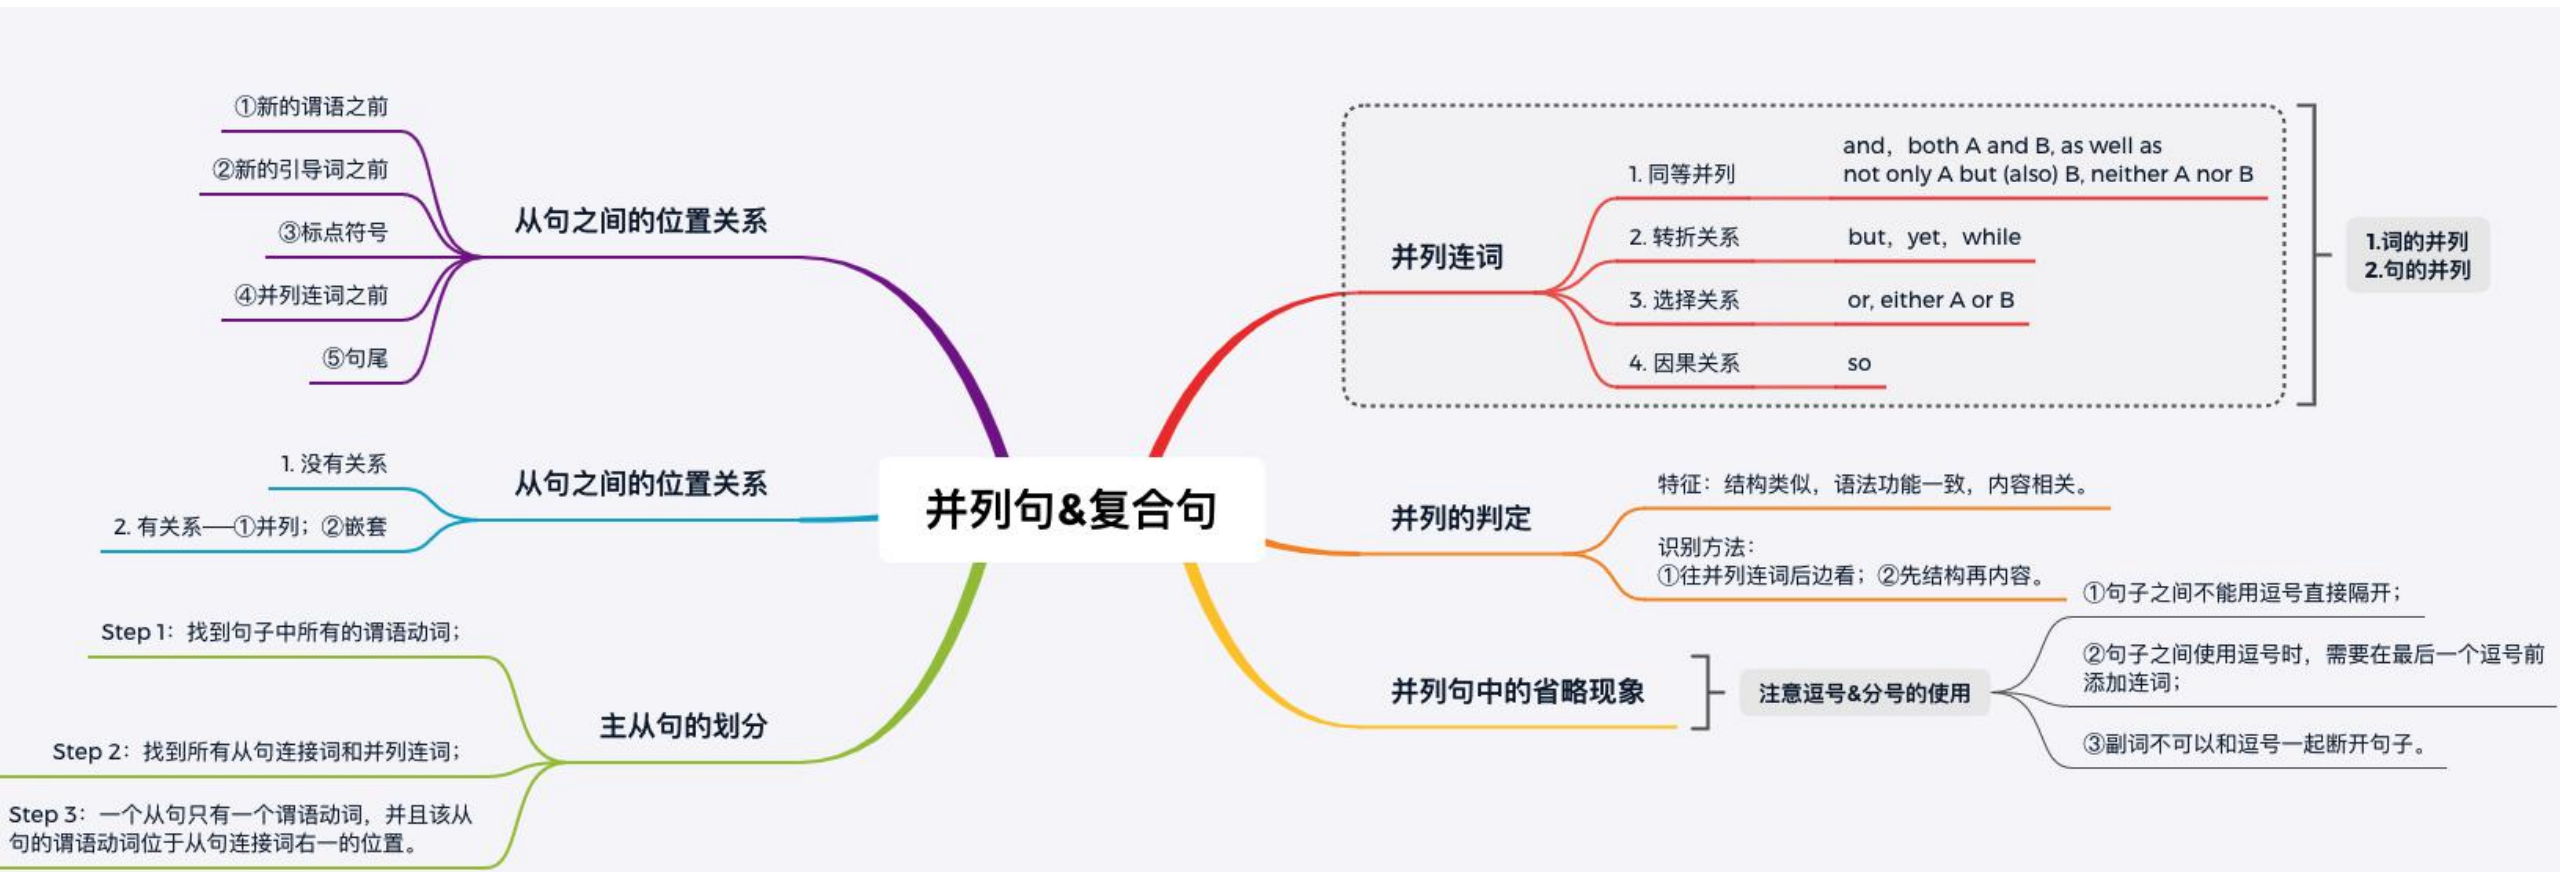 并列句&复合句
从句之间的位置关系
①新的谓语之前
②新的引导词之前
③标点符号
④并列连词之前
⑤句尾
从句之间的位置关系
1. 没有关系
2. 有关系——①并列；②嵌套
主从句的划分
Step 1：找到句子中所有的谓语动词；
Step 2：找到所有从句连接词和并列连词；
Step 3：一个从句只有一个谓语动词，并且该从
句的谓语动词位于从句连接词右一的位置。
并列连词
1. 同等并列
and，both A and B, as well as
not only A but (also) B, neither A nor B
2. 转折关系
but，yet，while
3. 选择关系
or, either A or B
4. 因果关系
so
1.词的并列
2.句的并列
并列的判定
特征：结构类似，语法功能一致，内容相关。
识别方法：
①往并列连词后边看；②先结构再内容。
并列句中的省略现象
注意逗号&分号的使用
①句子之间不能用逗号直接隔开；
②句子之间使用逗号时，需要在最后一个逗号前
添加连词；
③副词不可以和逗号一起断开句子。